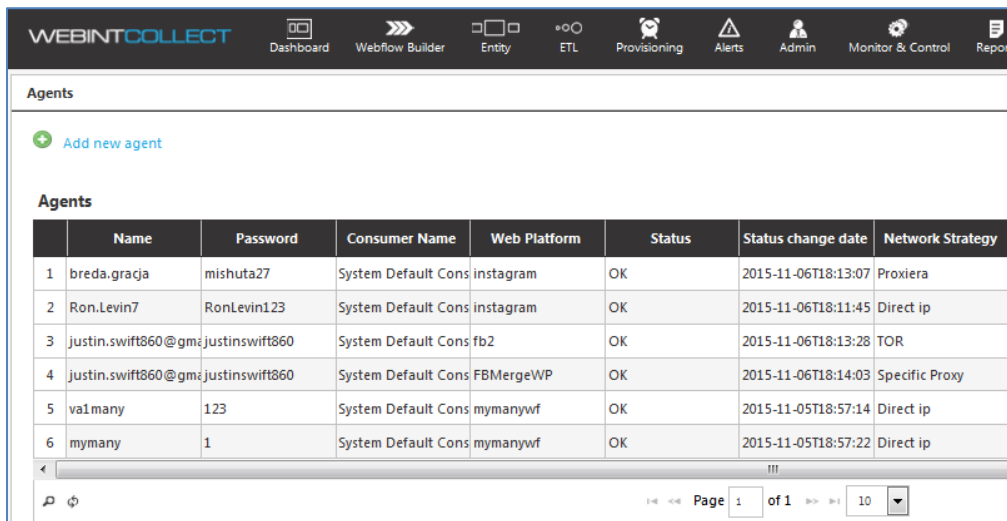 WEBINTCOLLECT
Dashboard Webflow Builder Entity ETL Provisioning Alerts Admin Monitor & Control Repor
Agents
Add new agent
Agents
Name Password Consumer Name Web Platform Status Status change date Network Strategy
1 breda.gracja mishuta27 System Default Cons instagram OK 2015-11-06T18:13:07 Proxiera
2 Ron.Levin7 RonLevin123 System Default Cons instagram OK 2015-11-06T18:11:45 Direct ip
3 justin.swift860@gma justinswift860 System Default Cons fb2 OK 2015-11-06T18:13:28 TOR
4 justin.swift860@gma justinswift860 System Default Cons FBMergeWP OK 2015-11-06T18:14:03 Specific Proxy
5 va1many 123 System Default Cons mymanywf OK 2015-11-05T18:57:14 Direct ip
6 mymany 1 System Default Cons mymanywf OK 2015-11-05T18:57:22 Direct ip
Page 1 of 1 10